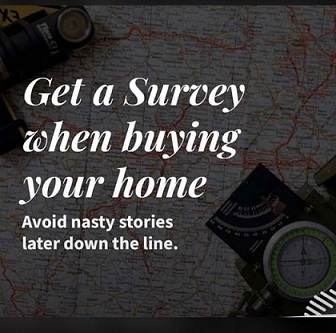 Get a Survey
when buying
your home
Avoid nasty stories
later down the line.